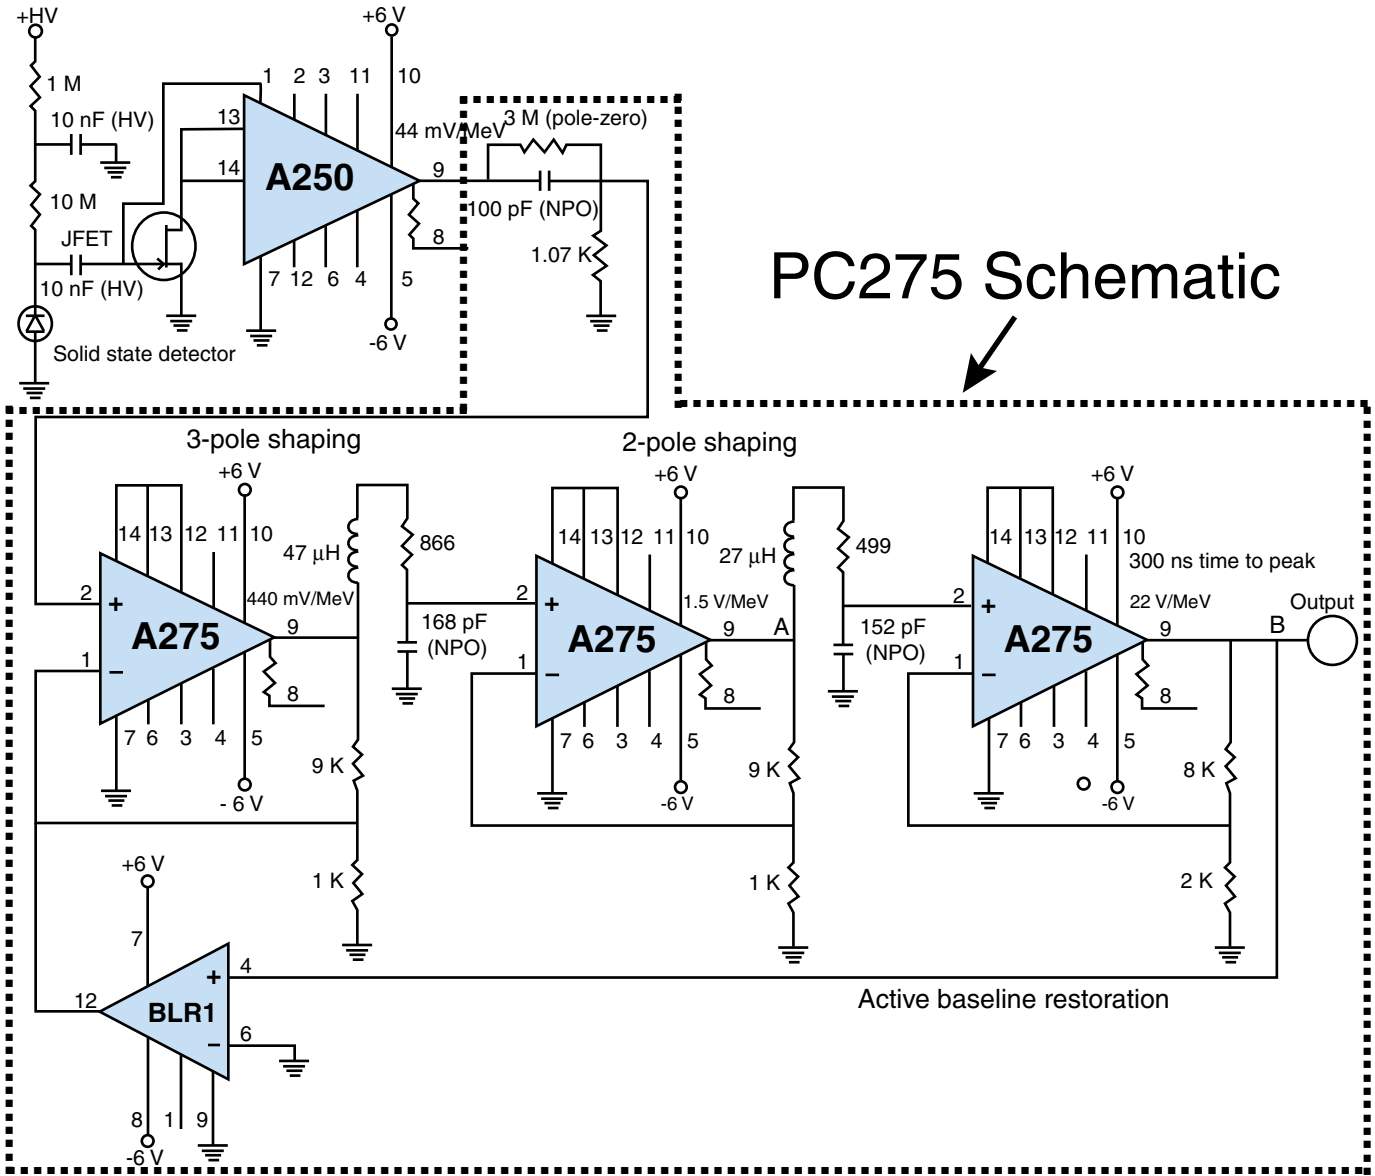 +HV
+6 V
1 M
1 2 3 11 10
10 nF (HV)
13
44 mV/MeV
3 M (pole-zero)
14
A250
9
10 M
100 pF (NPO)
JFET
8
1.07 K
10 nF (HV)
7 12 6 4 5
PC275 Schematic
-6 V
Solid state detector
3-pole shaping
2-pole shaping
+6 V
+6 V
+6 V
14 13 12 11 10
47 µH
866
14 13 12 11 10
27 µH
499
14 13 12 11 10
300 ns time to peak
2
+
440 mV/MeV
168 pF
(NPO)
2
+
1.5 V/MeV
152 pF
(NPO)
2
+
22 V/MeV
Output
A275
9
A275
9
A
A275
9
B
1
–
8
1
–
8
1
–
8
7 6 3 4 5
7 6 3 4 5
7 6 3 4 5
9 K
9 K
8 K
- 6 V
-6 V
-6 V
1 K
1 K
2 K
+6 V
7
+
4
12
BLR1
Active baseline restoration
–
6
8 1 9
-6 V